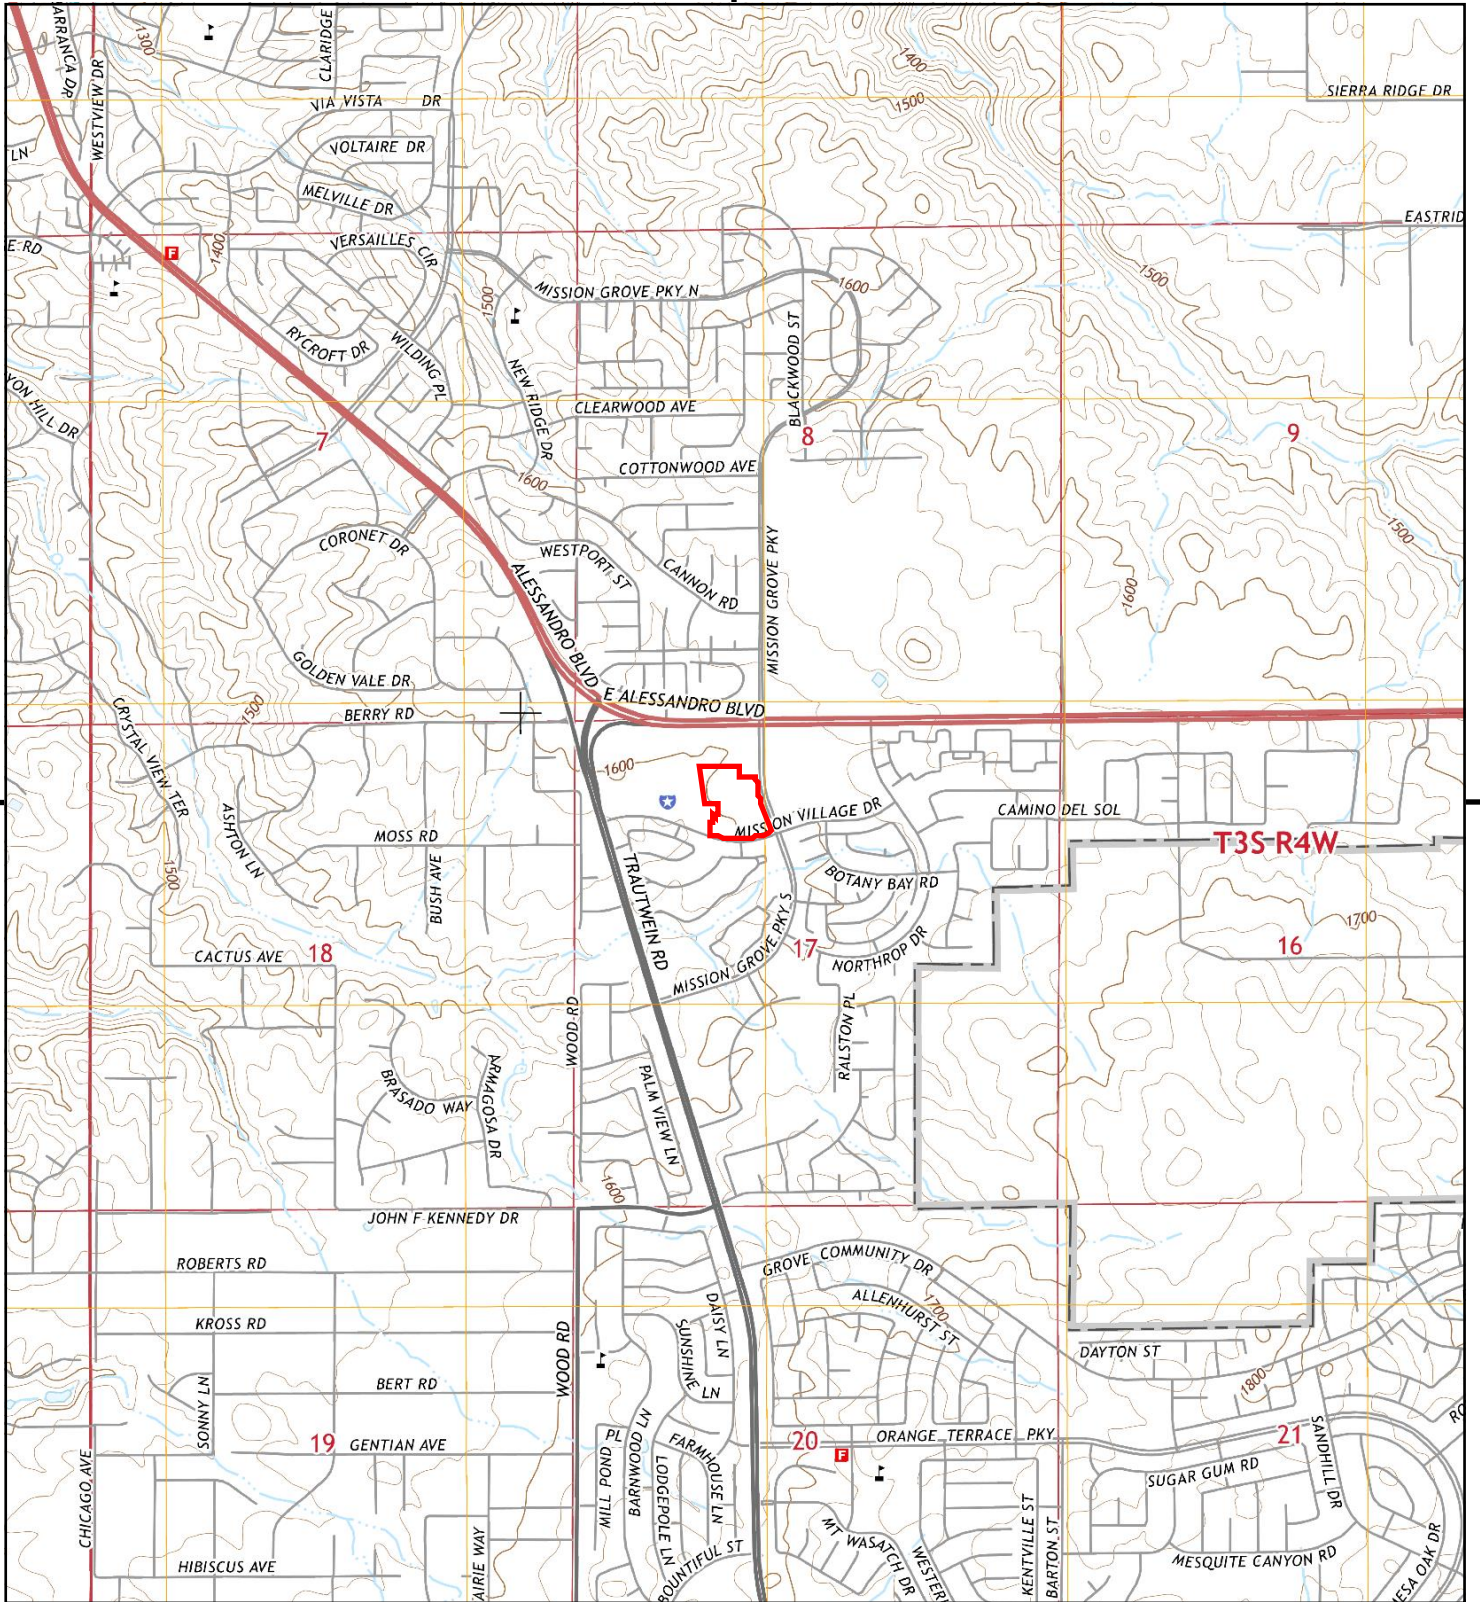 ARRANCA DR
WESTVIEW DR
1300
CLARIDGE
1400
1500
SIERRA RIDGE DR
VIA VISTA DR
LN
VOLTAIRE DR
MELVILLE DR
EASTRID
E RD
F
1400
VERSAILLES CIR
1500
1500
MISSION GROVE PKY N
1600
RYCROFT DR
WILDING PL
NEW RIDGE DR
BLACKWOOD ST
YON HILL DR
CLEARWOOD AVE
7
8
9
COTTONWOOD AVE
1600
1500
CORONET DR
WESTPORT ST
CANNON RD
MISSION GROVE PKY
1600
ALESSANDRO BLVD
GOLDEN VALE DR
E ALESSANDRO BLVD
1500
BERRY RD
CRYSTAL VIEW TER
1600
ASHTON LN
MISSION VILLAGE DR
CAMINO DEL SOL
MOSS RD
T3S R4W
1500
BUSH AVE
TRAUTWEIN RD
BOTANY BAY RD
1700
CACTUS AVE
18
MISSION GROVE PKY S
17
NORTHROP DR
16
WOOD RD
RALSTON PL
BRASADO WAY
ARMAGOSA DR
PALM VIEW LN
1600
JOHN F KENNEDY DR
ROBERTS RD
GROVE COMMUNITY DR
ALLENHURST ST
1700
KROSS RD
WOOD RD
DAISY LN
SUNSHINE LN
DAYTON ST
1800
SONNY LN
BERT RD
19
GENTIAN AVE
CHICAGO AVE
MILL POND PL
BARNWOOD LN
LODGEPOLE LN
FARMHOUSE LN
20
F
ORANGE TERRACE PKY
21
SANDHILL DR
RO
SUGAR GUM RD
HIBISCUS AVE
AIRIE WAY
BOUNTIFUL ST
MT WASATCH DR
WESTERN
KENTVILLE ST
BARTON ST
MESQUITE CANYON RD
MESA OAK DR